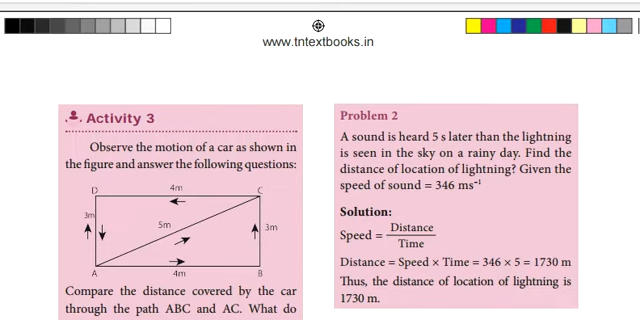 www.tntextbooks.in
Activity 3
Observe the motion of a car as shown in
the figure and answer the following questions:
D
4m
C
3m
5m
3m
A
4m
B
Compare the distance covered by the car
through the path ABC and AC. What do
Problem 2
A sound is heard 5 s later than the lightning
is seen in the sky on a rainy day. Find the
distance of location of lightning? Given the
speed of sound = 346 ms⁻¹
Solution:
Speed = Distance
Time
Distance = Speed × Time = 346 × 5 = 1730 m
Thus, the distance of location of lightning is
1730 m.